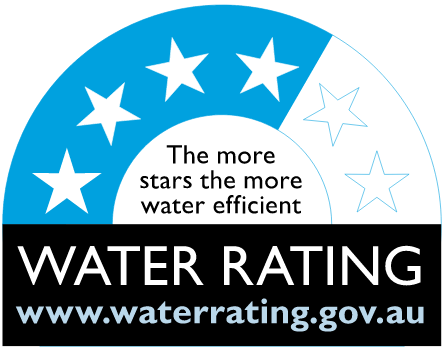 The more
stars the more
water efficient
WATER RATING
www.waterrating.gov.au